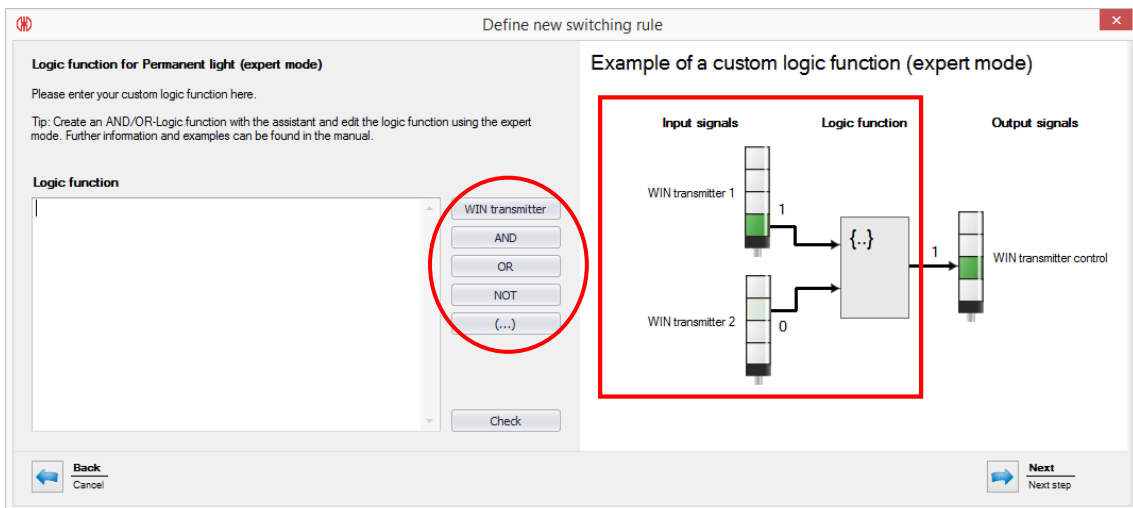 Define new switching rule
Logic function for Permanent light (expert mode)
Please enter your custom logic function here.
Tip: Create an AND/OR-Logic function with the assistant and edit the logic function using the expert
mode. Further information and examples can be found in the manual.
Logic function
WIN transmitter
AND
OR
NOT
(...)
Check
Example of a custom logic function (expert mode)
Input signals Logic function Output signals
WIN transmitter 1
1
{..}
1
WIN transmitter control
WIN transmitter 2
0
Back
Cancel
Next
Next step